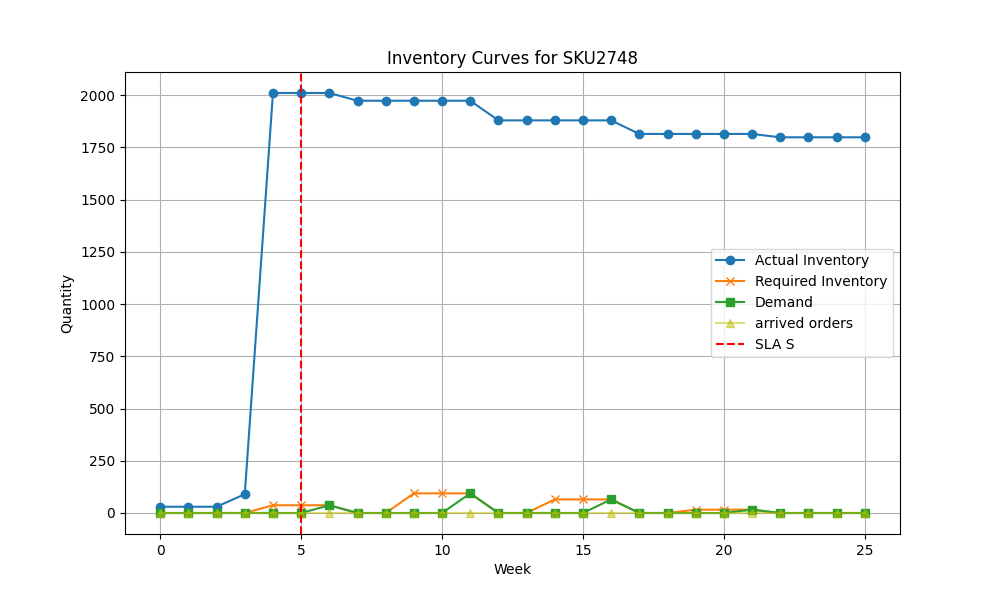 Inventory Curves for SKU2748
2000
1750
1500
1250
1000
750
500
250
0
Quantity
Actual Inventory
Required Inventory
Demand
arrived orders
SLA S
0 5 10 15 20 25
Week